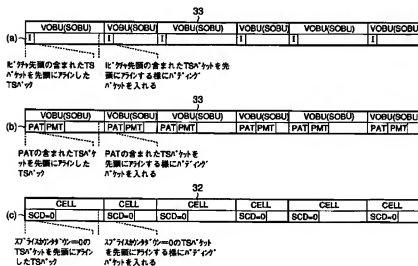 33
VOBU(SOBU) VOBU(SOBU) VOBU(SOBU) VOBU(SOBU) VOBU(SOBU) VOBU(SOBU)
(a) I I I I I I
Iピクチャ先頭の含まれたTS
パケットを先頭にアラインした
TSパック
Iピクチャ先頭の含まれたTSパケットを先
頭にアラインする様にパディング
パケットを入れる
33
VOBU(SOBU) VOBU(SOBU) VOBU(SOBU) VOBU(SOBU) VOBU(SOBU) VOBU(SOBU)
(b) PAT PMT PAT PMT PAT PMT PAT PMT PAT PMT PAT PMT
PATの含まれたTSパケ
ットを先頭にアラインした
TSパック
PATの含まれたTSパケットを
先頭にアラインする様にパディン
グパケットを入れる
32
CELL CELL CELL CELL CELL CELL
(c) SCD=0 SCD=0 SCD=0 SCD=0 SCD=0 SCD=0
スプライスカウンタダウン=0の
TSパケットを先頭にアライン
したTSパック
スプライスカウンタダウン=0のTSパケット
を先頭にアラインする様にパディン
グパケットを入れる